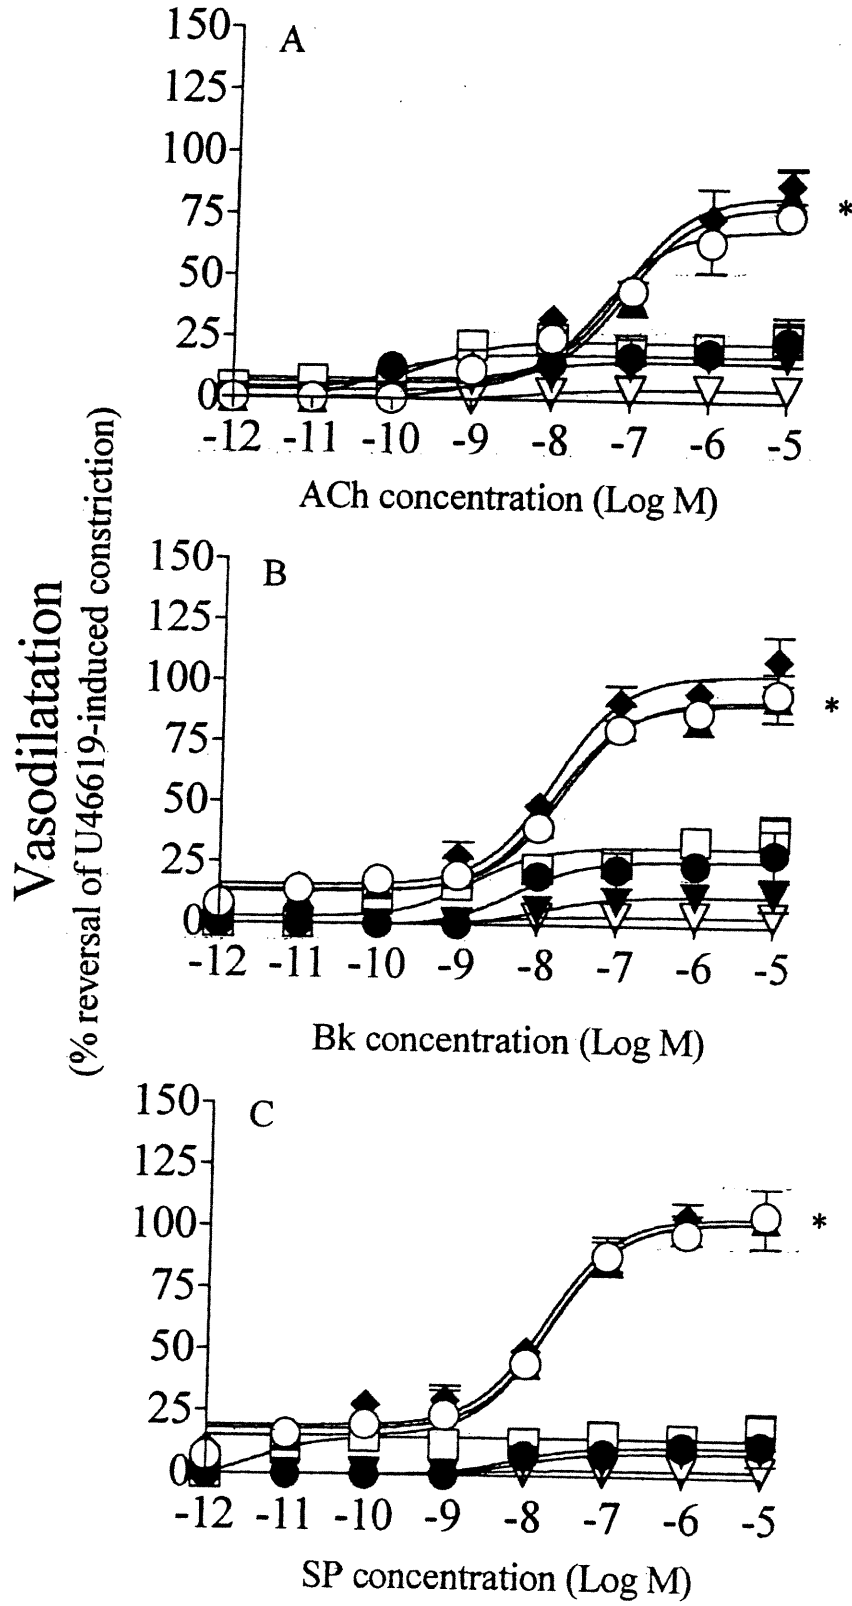 Vasodilatation
(% reversal of U46619-induced constriction)
A
150
125
100
75
50
25
0
*
-12 -11 -10 -9 -8 -7 -6 -5
ACh concentration (Log M)
B
150
125
100
75
50
25
0
*
-12 -11 -10 -9 -8 -7 -6 -5
Bk concentration (Log M)
C
150
125
100
75
50
25
0
*
-12 -11 -10 -9 -8 -7 -6 -5
SP concentration (Log M)